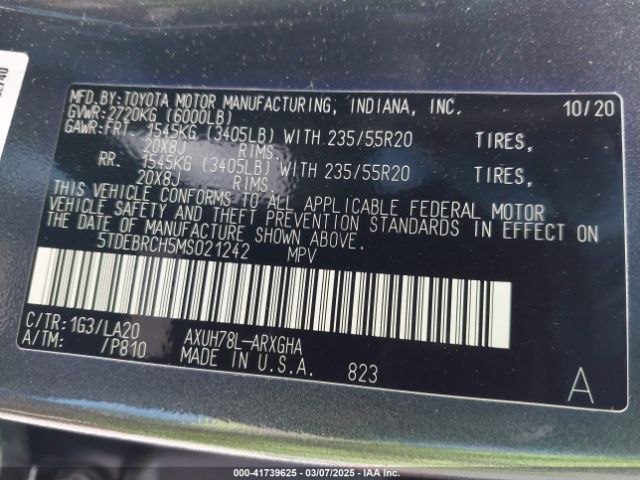 MFD.BY:TOYOTA MOTOR MANUFACTURING, INDIANA, INC. 10/20
GVWR:2720KG (6000LB)
GAWR:FRT 1545KG (3405LB) WITH 235/55R20 TIRES,
20X8J RIMS.
RR. 1545KG (3405LB) WITH 235/55R20 TIRES,
20X8J RIMS.
THIS VEHICLE CONFORMS TO ALL APPLICABLE FEDERAL MOTOR
VEHICLE SAFETY AND THEFT PREVENTION STANDARDS IN EFFECT ON
THE DATE OF MANUFACTURE SHOWN ABOVE.
5TDEBRCH5MS021242 MPV
C/TR:1G3/LA20 AXUH78L-ARXGHA
A/TM: /P810 MADE IN U.S.A. 823 A
000-41739625 - 03/07/2025 - IAA Inc.